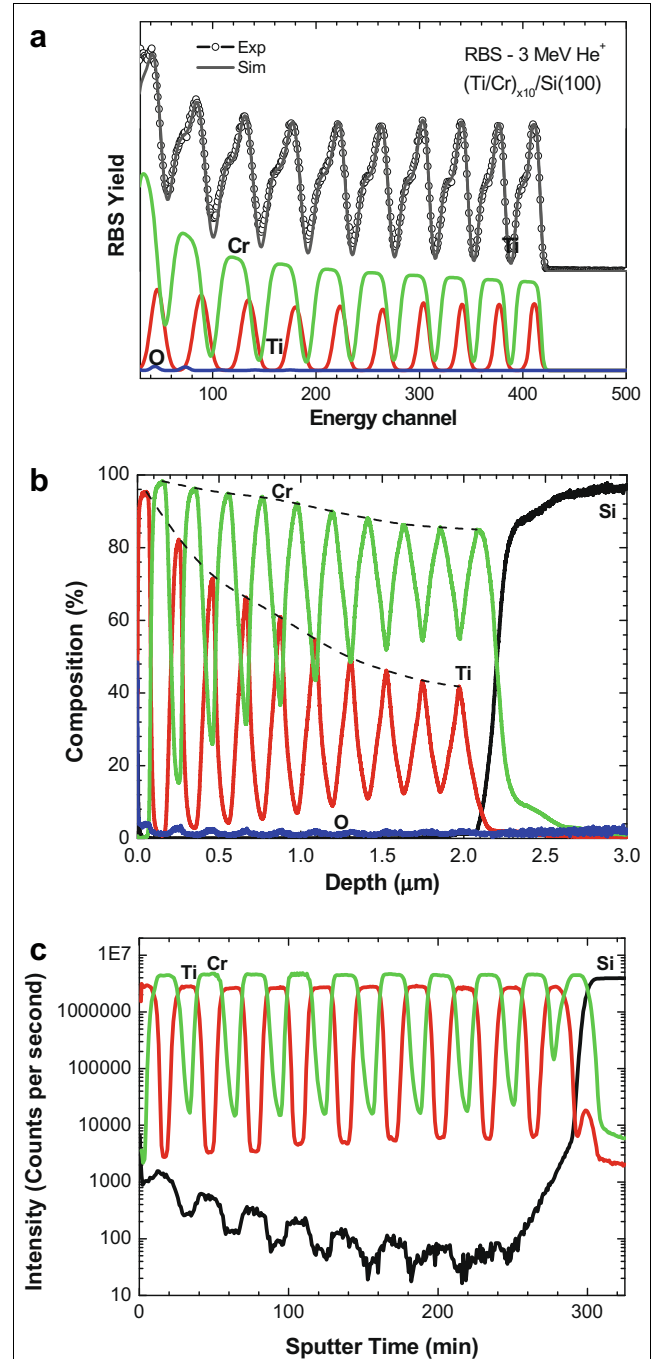 a
Exp
Sim
RBS - 3 MeV He⁺
(Ti/Cr)ₓ₁₀/Si(100)
RBS Yield
Cr
Ti
Ti
O
100 200 300 400 500
Energy channel
b
100
80
60
40
20
0
Composition (%)
Cr
Si
Ti
O
0.0 0.5 1.0 1.5 2.0 2.5 3.0
Depth (μm)
c
1E7
1000000
100000
10000
1000
100
10
Intensity (Counts per second)
Ti Cr
Si
0 100 200 300
Sputter Time (min)